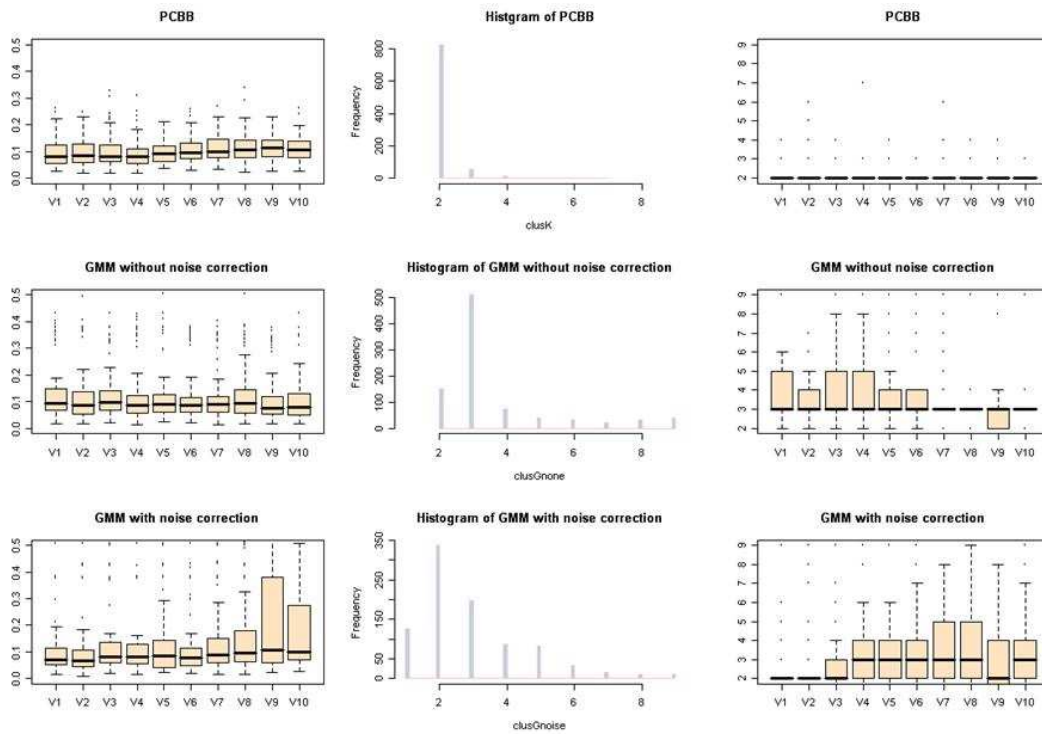 PCBB
0.0 0.1 0.2 0.3 0.4 0.5
V1 V2 V3 V4 V5 V6 V7 V8 V9 V10
Histgram of PCBB
Frequency
0 200 400 600 800
2 4 6 8
clusK
PCBB
2 3 4 5 6 7 8 9
V1 V2 V3 V4 V5 V6 V7 V8 V9 V10
GMM without noise correction
0.0 0.1 0.2 0.3 0.4 0.5
V1 V2 V3 V4 V5 V6 V7 V8 V9 V10
Histogram of GMM without noise correction
Frequency
0 100 200 300 400 500
2 4 6 8
clusGnone
GMM without noise correction
2 3 4 5 6 7 8 9
V1 V2 V3 V4 V5 V6 V7 V8 V9 V10
GMM with noise correction
0.0 0.1 0.2 0.3 0.4 0.5
V1 V2 V3 V4 V5 V6 V7 V8 V9 V10
Histogram of GMM with noise correction
Frequency
0 50 150 250 350
2 4 6 8
clusGnoise
GMM with noise correction
2 3 4 5 6 7 8 9
V1 V2 V3 V4 V5 V6 V7 V8 V9 V10